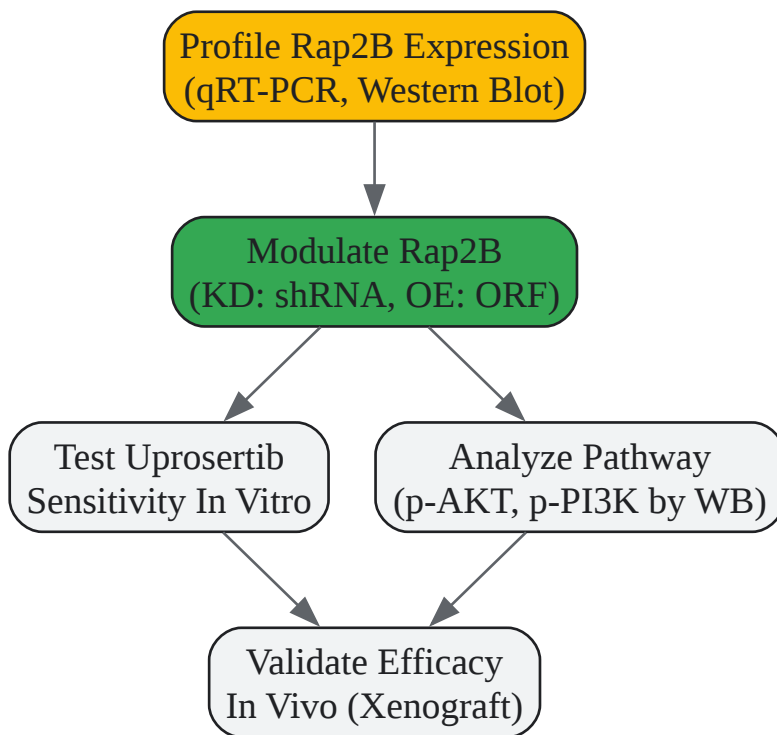 Profile Rap2B Expression
(qRT-PCR, Western Blot)
Modulate Rap2B
(KD: shRNA, OE: ORF)
Test Uprosertib
Sensitivity In Vitro
Analyze Pathway
(p-AKT, p-PI3K by WB)
Validate Efficacy
In Vivo (Xenograft)